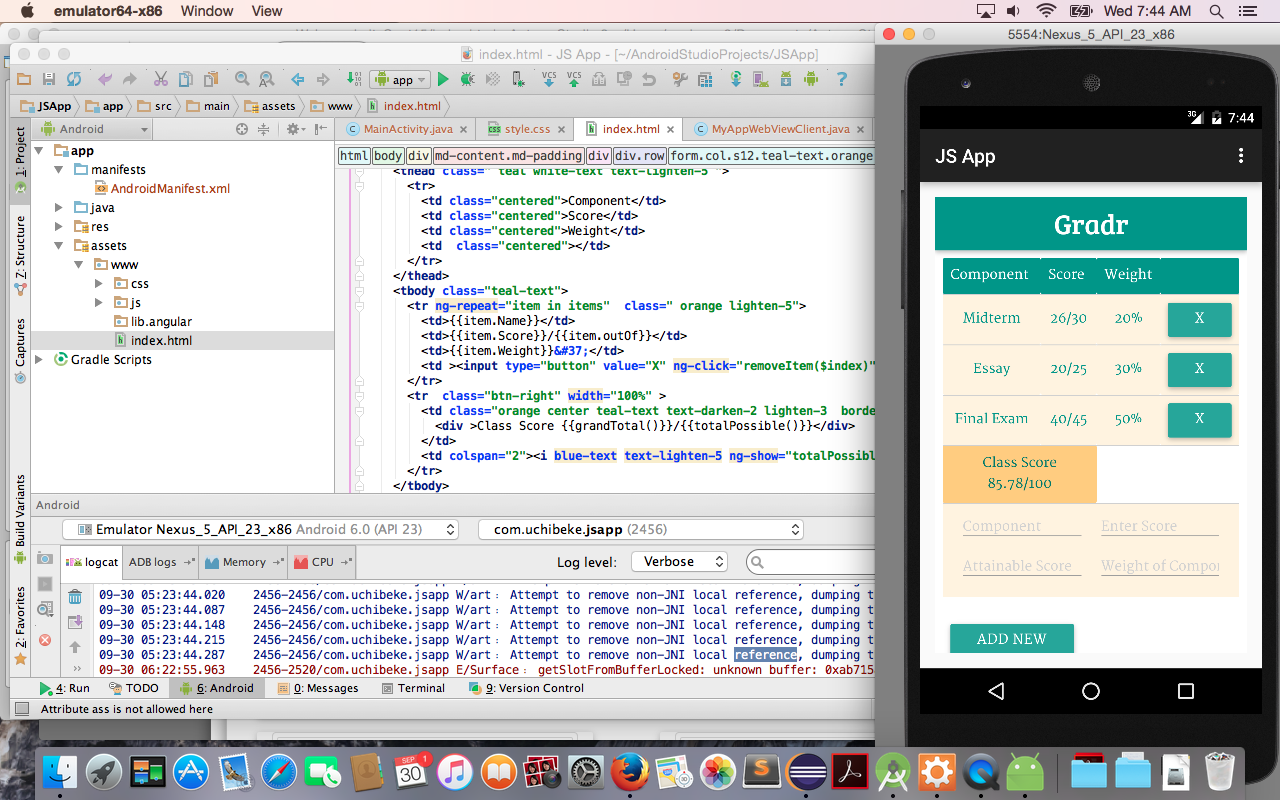 emulator64-x86 Window View Wed 7:44 AM
index.html - JS App - [~/AndroidStudioProjects/JSApp]
app
JSApp app src main assets www index.html
Android
MainActivity.java style.css index.html MyAppWebViewClient.java
html body div md-content.md-padding div div.row form.col.s12.teal-text.orange
1: Project
Z: Structure
Captures
Build Variants
2: Favorites
app
manifests
AndroidManifest.xml
java
res
assets
www
css
js
lib.angular
index.html
Gradle Scripts
<thead class=" teal white-text text-lighten-5 ">
<tr>
<td class="centered">Component</td>
<td class="centered">Score</td>
<td class="centered">Weight</td>
<td  class="centered"></td>
</tr>
</thead>
<tbody class="teal-text">
<tr ng-repeat="item in items"  class=" orange lighten-5">
<td>{{item.Name}}</td>
<td>{{item.Score}}/{{item.outOf}}</td>
<td>{{item.Weight}}&#37;</td>
<td ><input type="button" value="X" ng-click="removeItem($index)"
</tr>
<tr  class="btn-right" width="100%" >
<td class="orange center teal-text text-darken-2 lighten-3  borde
<div >Class Score {{grandTotal()}}/{{totalPossible()}}</div>
</td>
<td colspan="2"><i blue-text text-lighten-5 ng-show="totalPossibl
</tr>
</tbody>
Android
Emulator Nexus_5_API_23_x86 Android 6.0 (API 23) com.uchibeke.jsapp (2456)
logcat ADB logs Memory CPU Log level: Verbose
09-30 05:23:44.020 2456-2456/com.uchibeke.jsapp W/art: Attempt to remove non-JNI local reference, dumping t
09-30 05:23:44.087 2456-2456/com.uchibeke.jsapp W/art: Attempt to remove non-JNI local reference, dumping t
09-30 05:23:44.148 2456-2456/com.uchibeke.jsapp W/art: Attempt to remove non-JNI local reference, dumping t
09-30 05:23:44.215 2456-2456/com.uchibeke.jsapp W/art: Attempt to remove non-JNI local reference, dumping t
09-30 05:23:44.287 2456-2456/com.uchibeke.jsapp W/art: Attempt to remove non-JNI local reference, dumping t
09-30 06:22:55.963 2456-2520/com.uchibeke.jsapp E/Surface: getSlotFromBufferLocked: unknown buffer: 0xab715
4: Run TODO 6: Android 0: Messages Terminal 9: Version Control
Attribute ass is not allowed here
5554:Nexus_5_API_23_x86
3G 7:44
JS App
Gradr
Component Score Weight
Midterm 26/30 20% X
Essay 20/25 30% X
Final Exam 40/45 50% X
Class Score
85.78/100
Component Enter Score
Attainable Score Weight of Compor
ADD NEW
SEP. 1
30